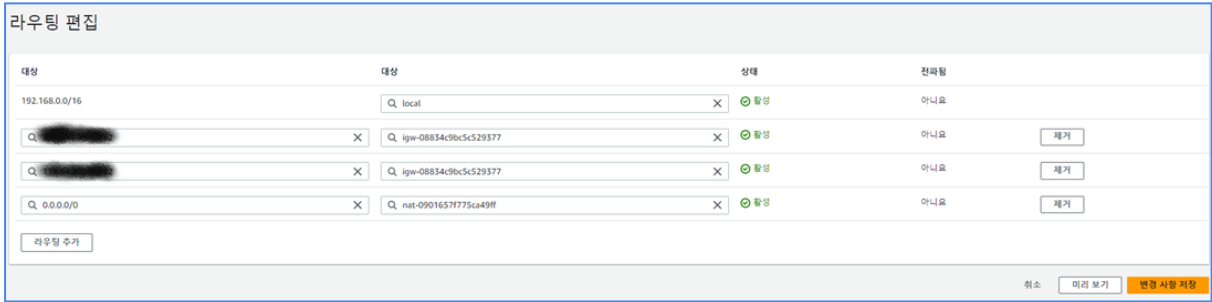 라우팅 편집
대상 대상 상태 전파됨
192.168.0.0/16 local 활성 아니요
igw-08834c9bc5c529377 활성 아니요 제거
igw-08834c9bc5c529377 활성 아니요 제거
0.0.0.0/0 nat-0901657f775ca49ff 활성 아니요 제거
라우팅 추가
취소 미리 보기 변경 사항 저장